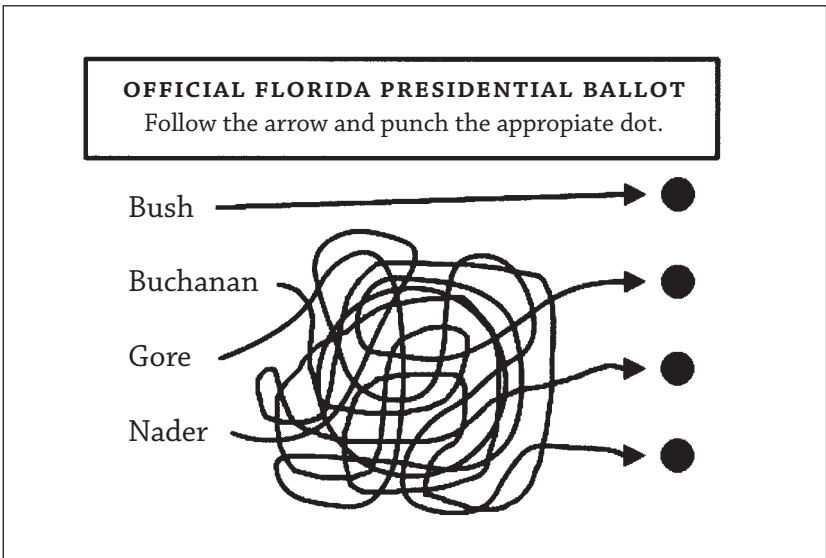 OFFICIAL FLORIDA PRESIDENTIAL BALLOT
Follow the arrow and punch the appropiate dot.
Bush
Buchanan
Gore
Nader